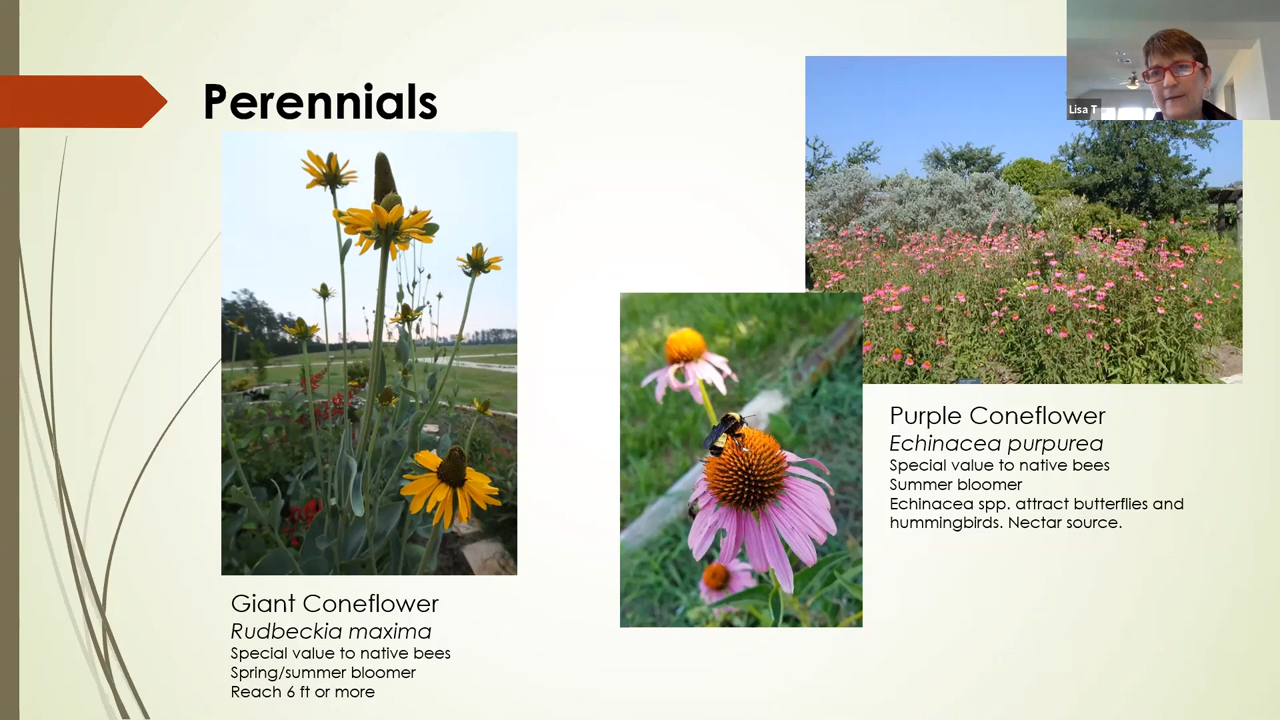 Perennials
Lisa T
Giant Coneflower
Rudbeckia maxima
Special value to native bees
Spring/summer bloomer
Reach 6 ft or more
Purple Coneflower
Echinacea purpurea
Special value to native bees
Summer bloomer
Echinacea spp. attract butterflies and
hummingbirds. Nectar source.